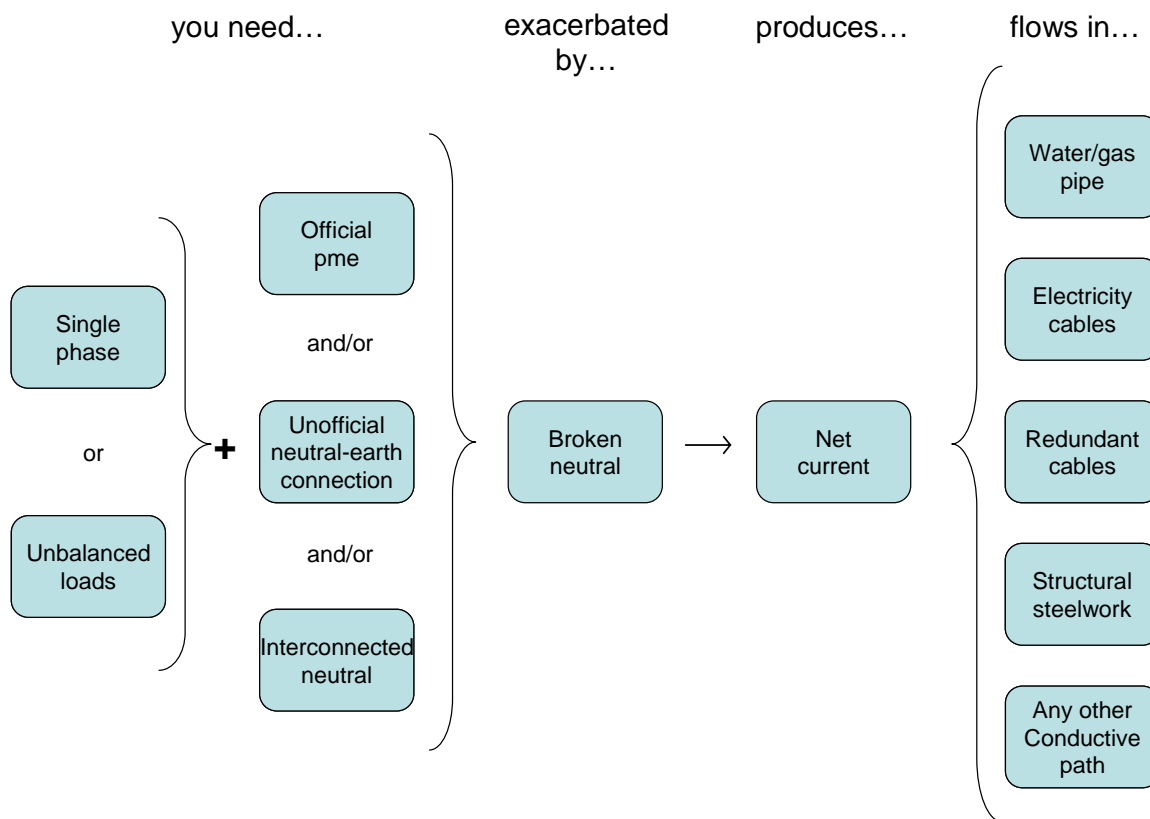 you need…
exacerbated
by…
produces…
flows in…
Single
phase
or
Unbalanced
loads
+
Official
pme
and/or
Unofficial
neutral-earth
connection
and/or
Interconnected
neutral
Broken
neutral
Net
current
Water/gas
pipe
Electricity
cables
Redundant
cables
Structural
steelwork
Any other
Conductive
path